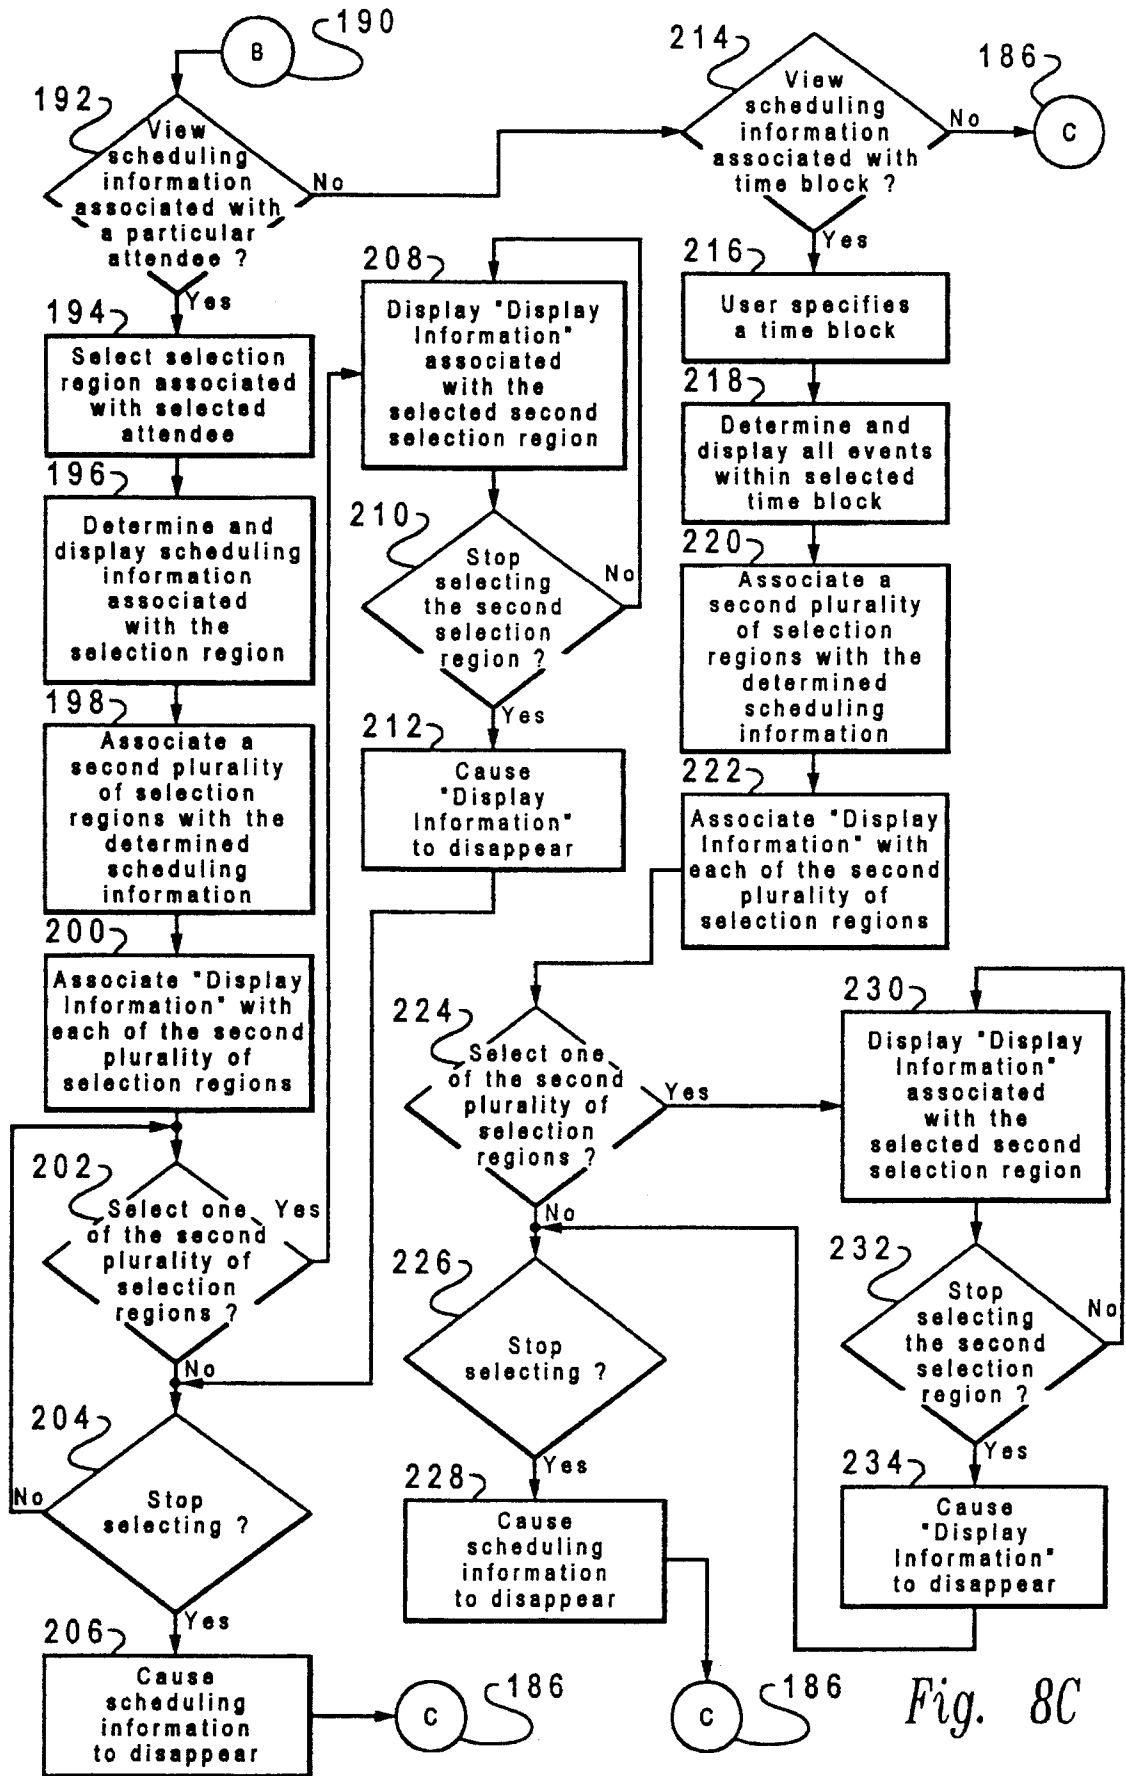 B
190
192
View
scheduling
information
associated with
a particular
attendee ?
No
Yes
194
Select selection
region associated
with selected
attendee
196
Determine and
display scheduling
information
associated
with the
selection region
198
Associate a
second plurality
of selection
regions with the
determined
scheduling
information
200
Associate "Display
Information" with
each of the second
plurality of
selection regions
202
Select one
of the second
plurality of
selection
regions ?
Yes
No
204
Stop
selecting ?
No
Yes
206
Cause
scheduling
information
to disappear
C
186
208
Display "Display
Information"
associated
with the
selected second
selection region
210
Stop
selecting
the second
selection
region ?
No
Yes
212
Cause
"Display
Information"
to disappear
214
View
scheduling
information
associated with
time block ?
No
186
C
Yes
216
User specifies
a time block
218
Determine and
display all events
within selected
time block
220
Associate a
second plurality
of selection
regions with the
determined
scheduling
information
222
Associate "Display
Information" with
each of the second
plurality of
selection regions
224
Select one
of the second
plurality of
selection
regions ?
Yes
No
226
Stop
selecting ?
Yes
228
Cause
scheduling
information
to disappear
C
186
230
Display "Display
Information"
associated
with the
selected second
selection region
232
Stop
selecting
the second
selection
region ?
No
Yes
234
Cause
"Display
Information"
to disappear
Fig. 8C